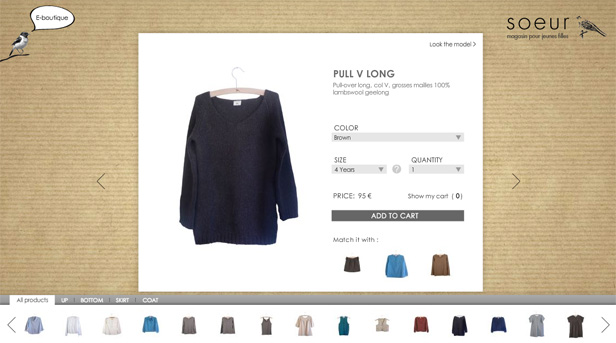 E-boutique
soeur
magasin pour jeunes filles
Look the model >
PULL V LONG
Pull-over long, col V, grosses mailles 100%
lambswool geelong
COLOR
Brown
SIZE
QUANTITY
4 Years
?
1
PRICE: 95 €
Show my cart ( 0 )
ADD TO CART
Match it with :
All products
UP
BOTTOM
SKIRT
COAT